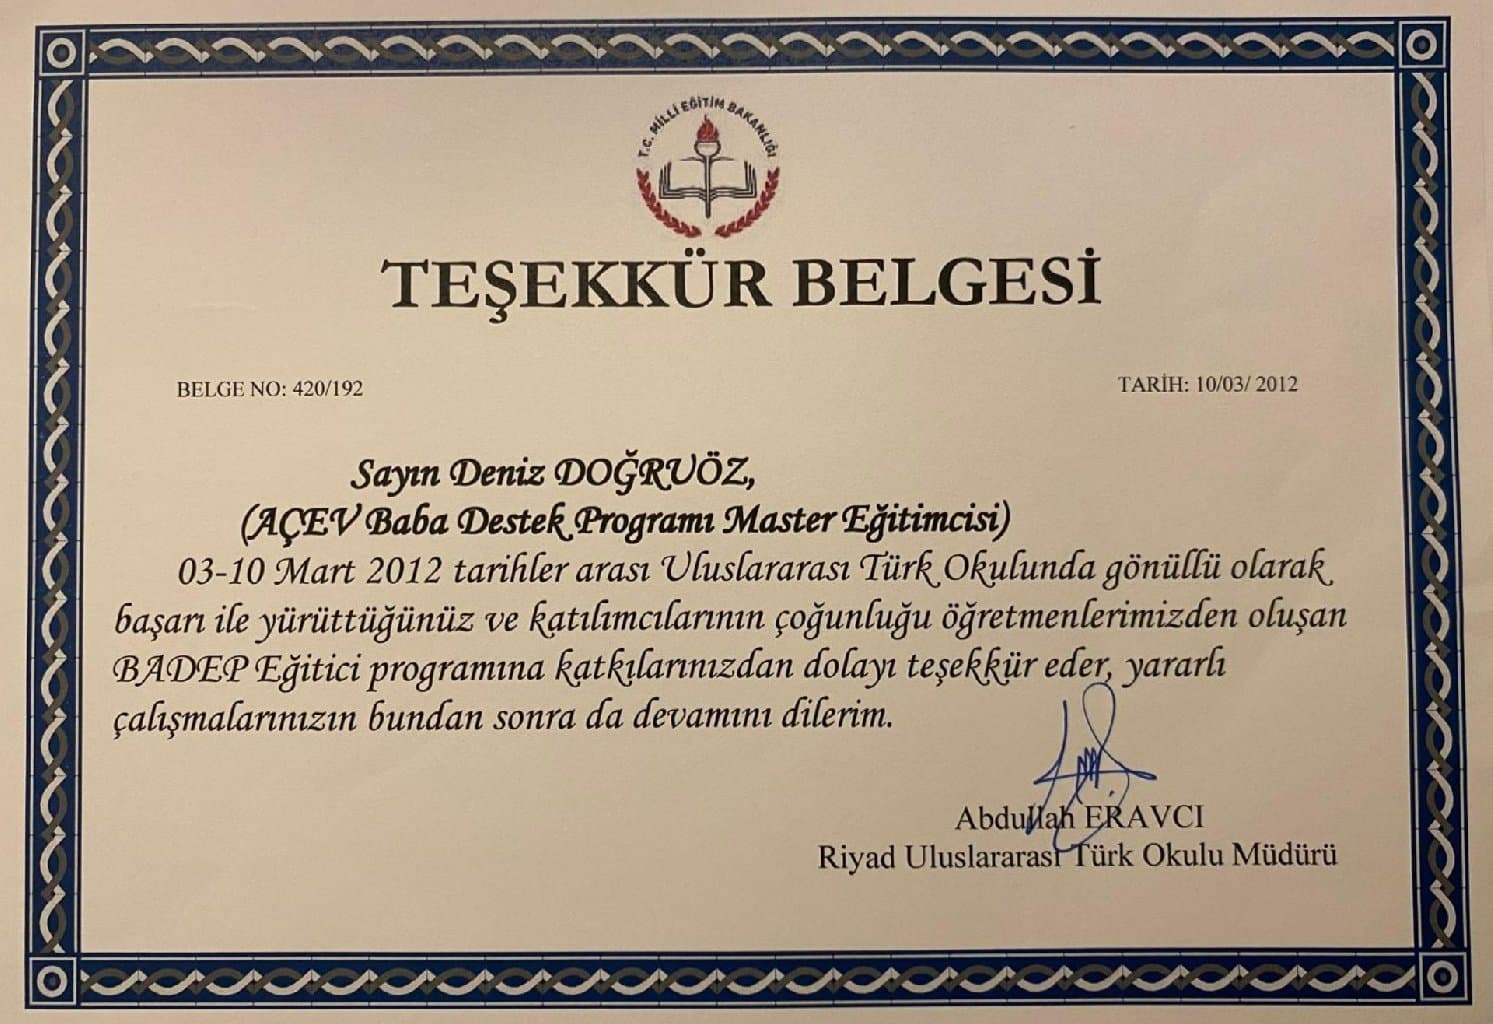 T.C. MİLLİ EĞİTİM BAKANLIĞI
TEŞEKKÜR BELGESİ
BELGE NO: 420/192
TARİH: 10/03/ 2012
Sayın Deniz DOĞRUÖZ,
(AÇEV Baba Destek Programı Master Eğitimcisi)
03-10 Mart 2012 tarihler arası Uluslararası Türk Okulunda gönüllü olarak
başarı ile yürüttüğünüz ve katılımcılarının çoğunluğu öğretmenlerimizden oluşan
BADEP Eğitici programına katkılarınızdan dolayı teşekkür eder, yararlı
çalışmalarınızın bundan sonra da devamını dilerim.
Abdullah ERAVCI
Riyad Uluslararası Türk Okulu Müdürü